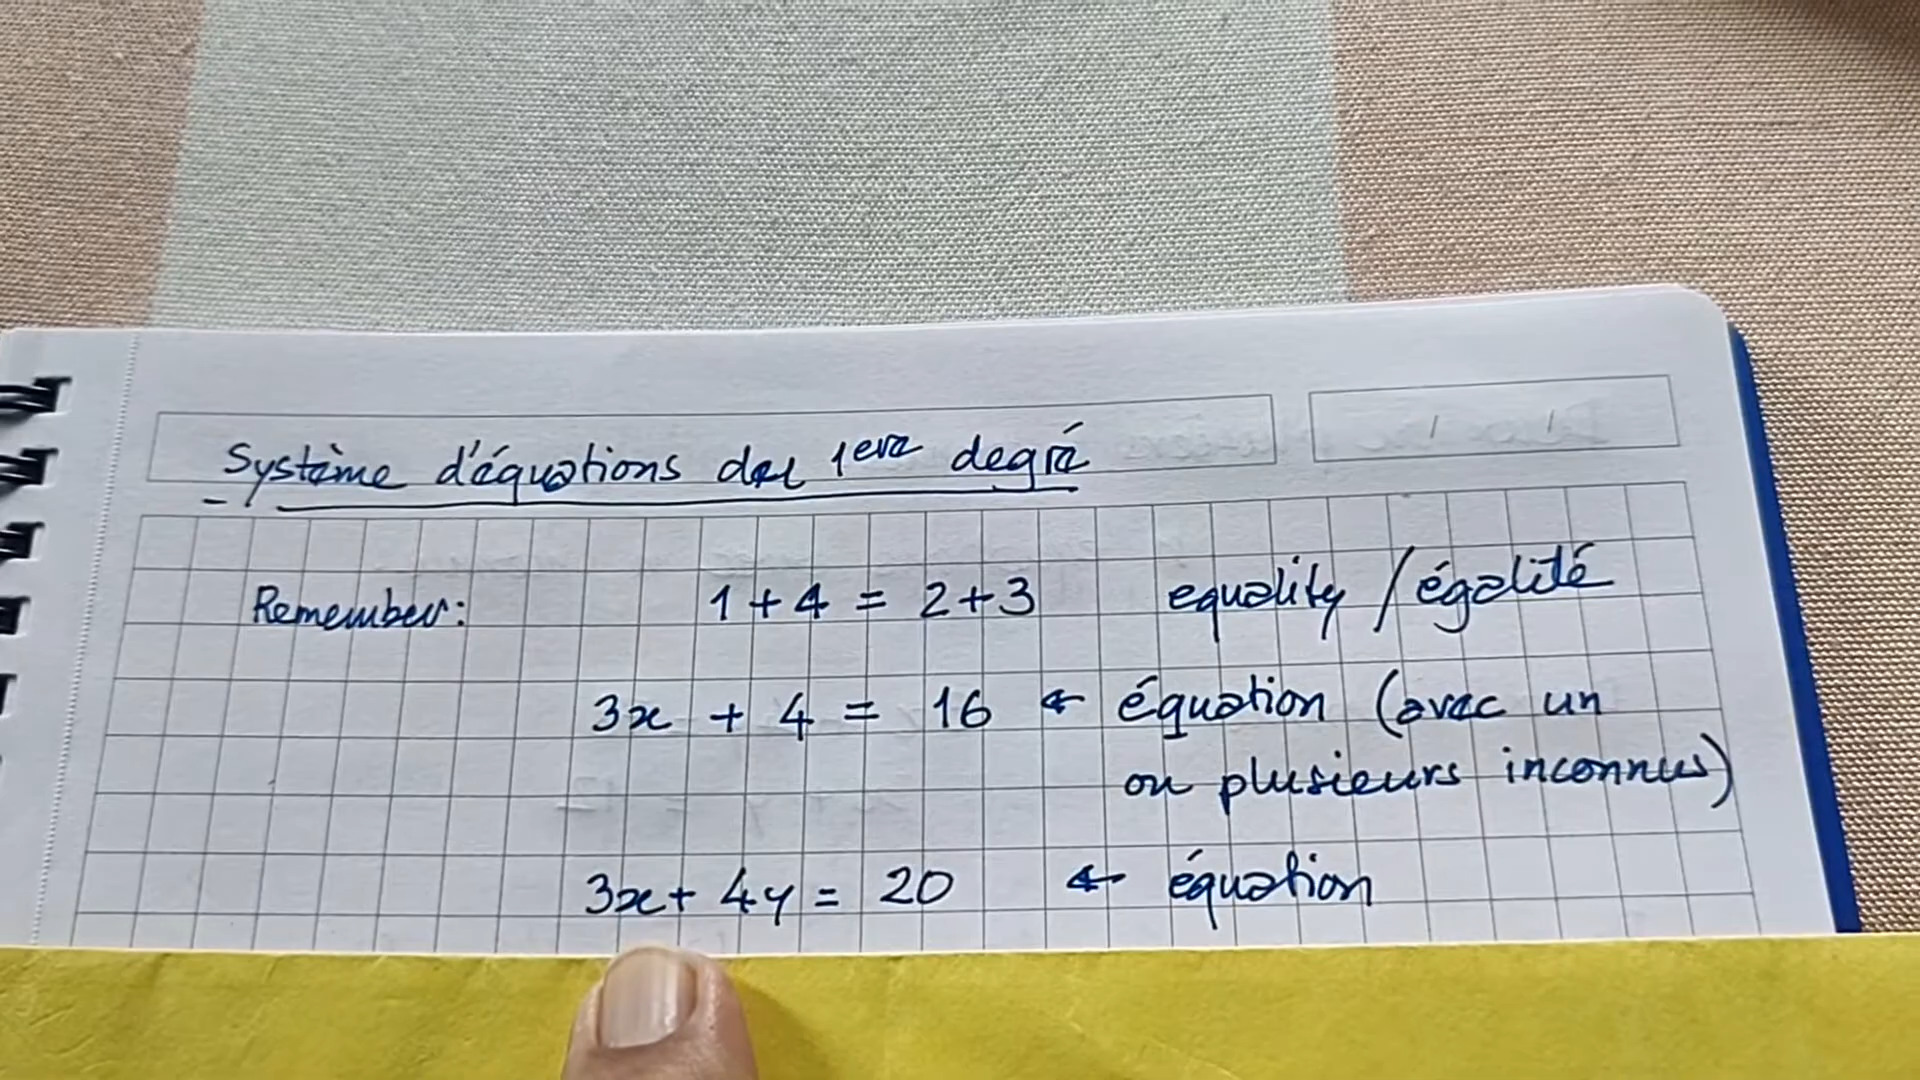 Système d'équations du 1ere degré
Remember: 1 + 4 = 2 + 3 equality / égalité
3x + 4 = 16 ← équation (avec un
ou plusieurs inconnus)
3x + 4y = 20 ← équation